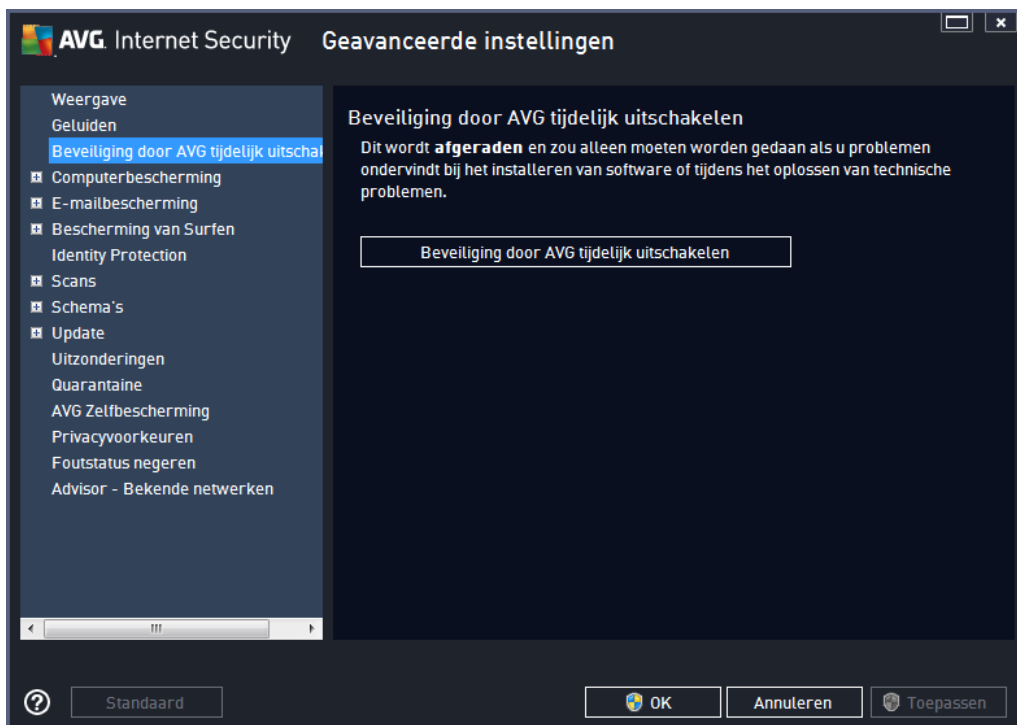 AVG. Internet Security
Geavanceerde instellingen
Weergave
Geluiden
Beveiliging door AVG tijdelijk uitschal
Computerbescherming
E-mailbescherming
Bescherming van Surfen
Identity Protection
Scans
Schema's
Update
Uitzonderingen
Quarantaine
AVG Zelfbescherming
Privacyvoorkeuren
Foutstatus negeren
Advisor - Bekende netwerken
Beveiliging door AVG tijdelijk uitschakelen
Dit wordt afgeraden en zou alleen moeten worden gedaan als u problemen
ondervindt bij het installeren van software of tijdens het oplossen van technische
problemen.
Beveiliging door AVG tijdelijk uitschakelen
Standaard
OK
Annuleren
Toepassen